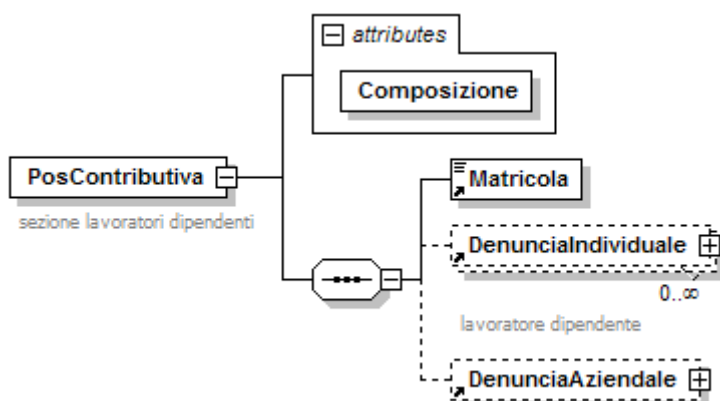 attributes
Composizione
PosContributiva
sezione lavoratori dipendenti
Matricola
DenunciaIndividuale
0..∞
lavoratore dipendente
DenunciaAziendale